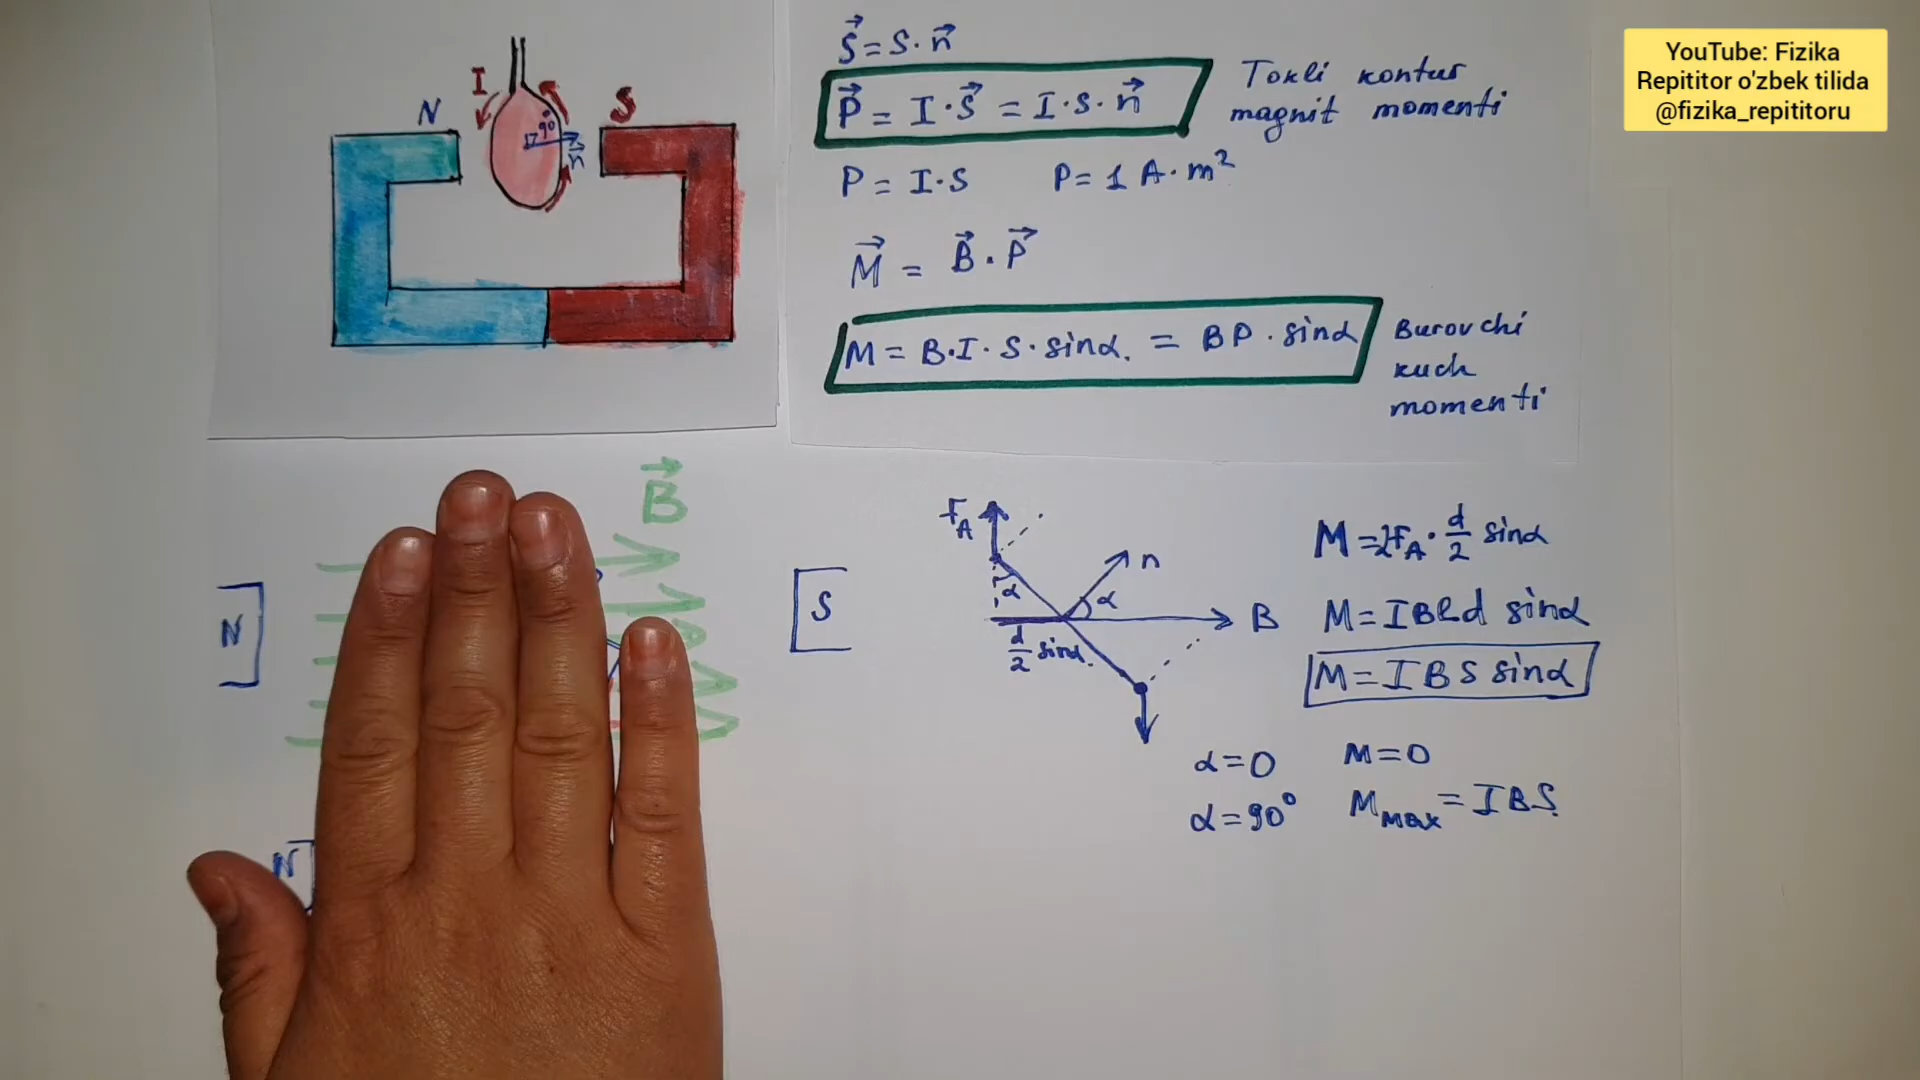 I
N
S
90°
n⃗
S⃗ = S · n⃗
P⃗ = I · S⃗ = I · S · n⃗
Tokli kontur
magnit momenti
P = I · S P = 1 A · m²
M⃗ = B⃗ · P⃗
M = B · I · S · sinα. = BP · sinα
Burovchi
kuch
momenti
YouTube: Fizika
Repititor o'zbek tilida
@fizika_repititoru
B⃗
N
S
N
F_A
α
n
α
B
d/2 sinα.
M = 2F_A · d/2 sinα
M = IBld sinα
M = IBS sinα
α = 0 M = 0
α = 90° M_max = IBS.